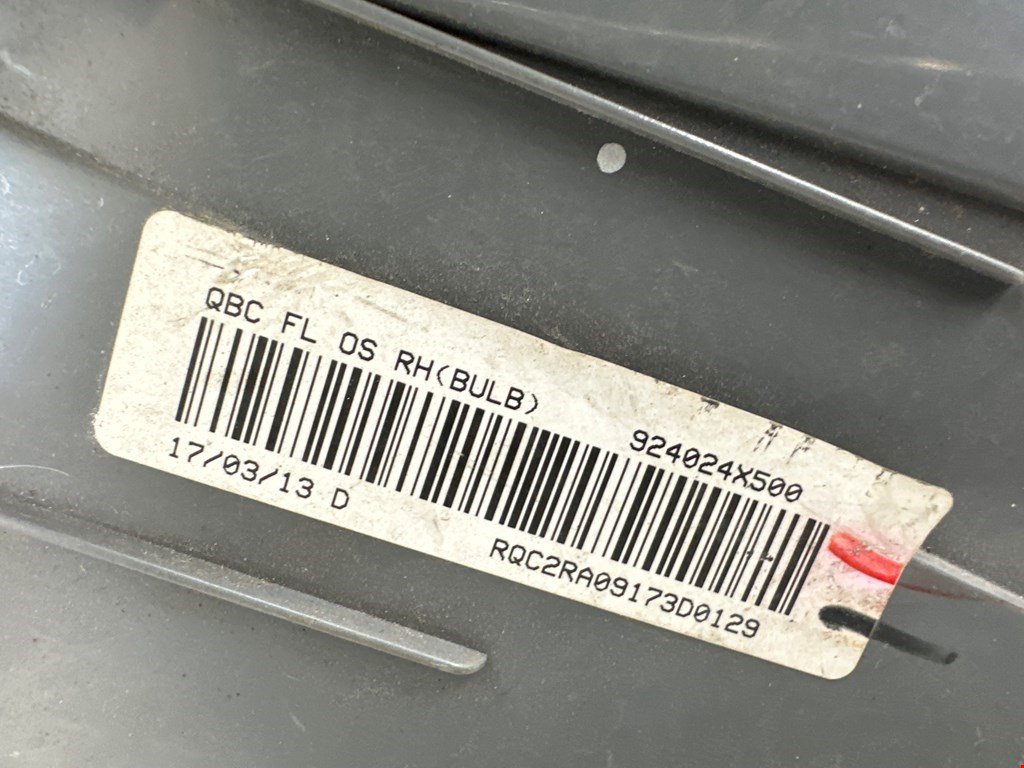 QBC FL OS RH(BULB)
924024X500
17/03/13 D
RQC2RA09173D0129